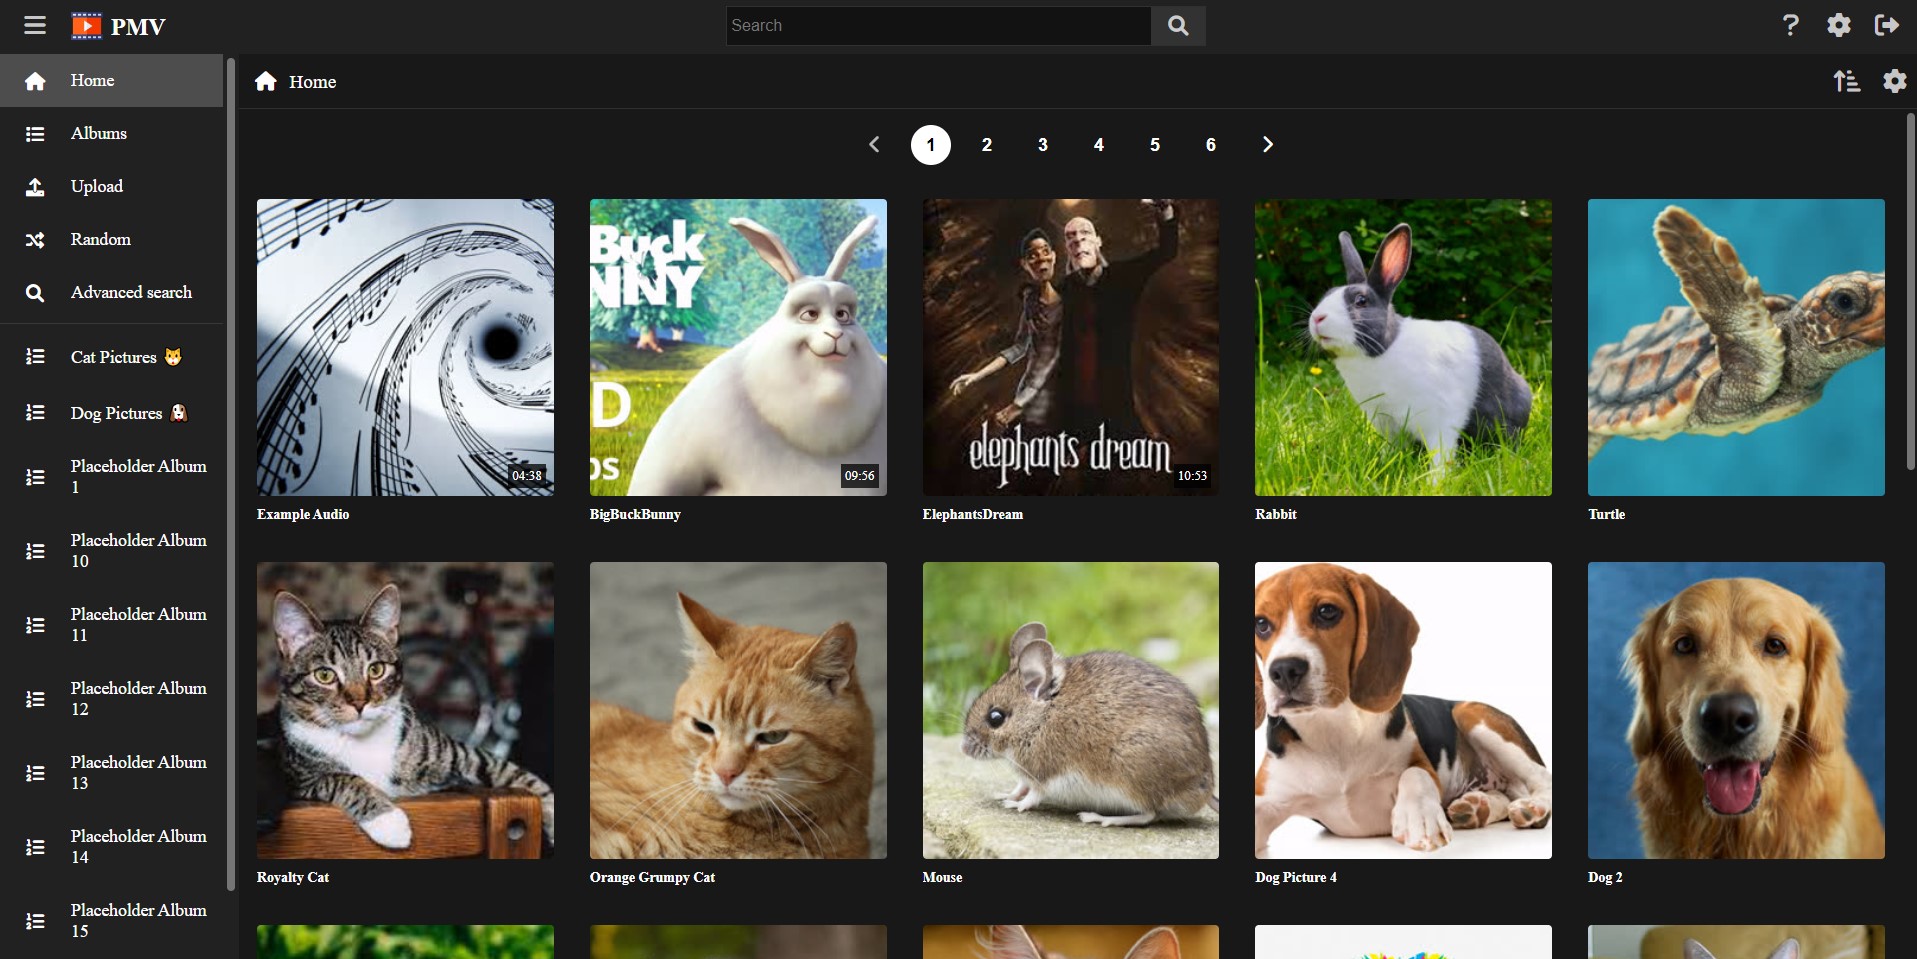 PMV
Search
Home
Albums
Upload
Random
Advanced search
Cat Pictures 🐱
Dog Pictures 🐶
Placeholder Album
1
Placeholder Album
10
Placeholder Album
11
Placeholder Album
12
Placeholder Album
13
Placeholder Album
14
Placeholder Album
15
Home
1 2 3 4 5 6
04:38
Example Audio
Buck
NNY
D
os
09:56
BigBuckBunny
elephants dream
10:53
ElephantsDream
Rabbit
Turtle
Royalty Cat
Orange Grumpy Cat
Mouse
Dog Picture 4
Dog 2